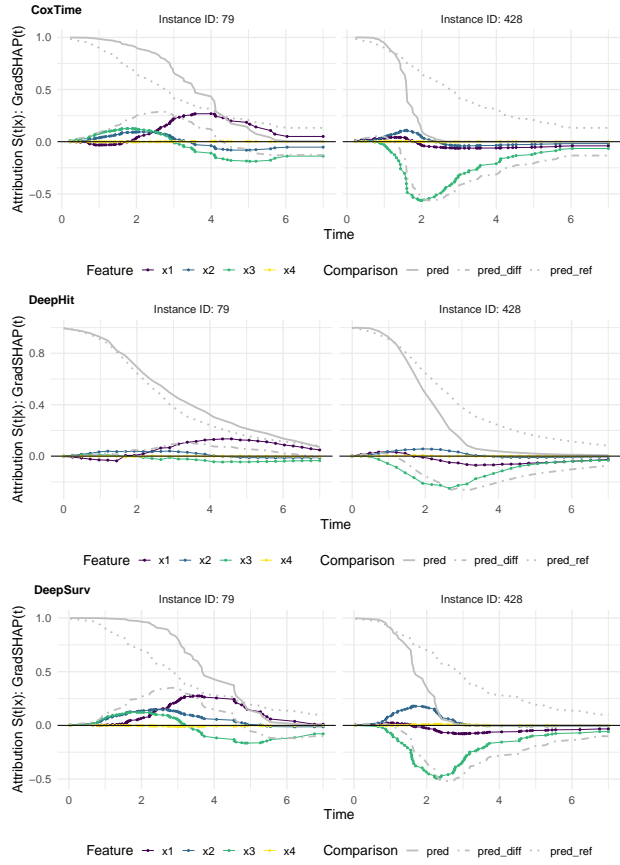 CoxTime
Instance ID: 79
Instance ID: 428
Attribution S(t|x): GradSHAP(t)
1.0
0.5
0.0
−0.5
0 2 4 6 0 2 4 6
Time
Feature x1 x2 x3 x4 Comparison pred pred_diff pred_ref
DeepHit
Instance ID: 79
Instance ID: 428
Attribution S(t|x): GradSHAP(t)
0.8
0.4
0.0
0 2 4 6 0 2 4 6
Time
Feature x1 x2 x3 x4 Comparison pred pred_diff pred_ref
DeepSurv
Instance ID: 79
Instance ID: 428
Attribution S(t|x): GradSHAP(t)
1.0
0.5
0.0
−0.5
0 2 4 6 0 2 4 6
Time
Feature x1 x2 x3 x4 Comparison pred pred_diff pred_ref